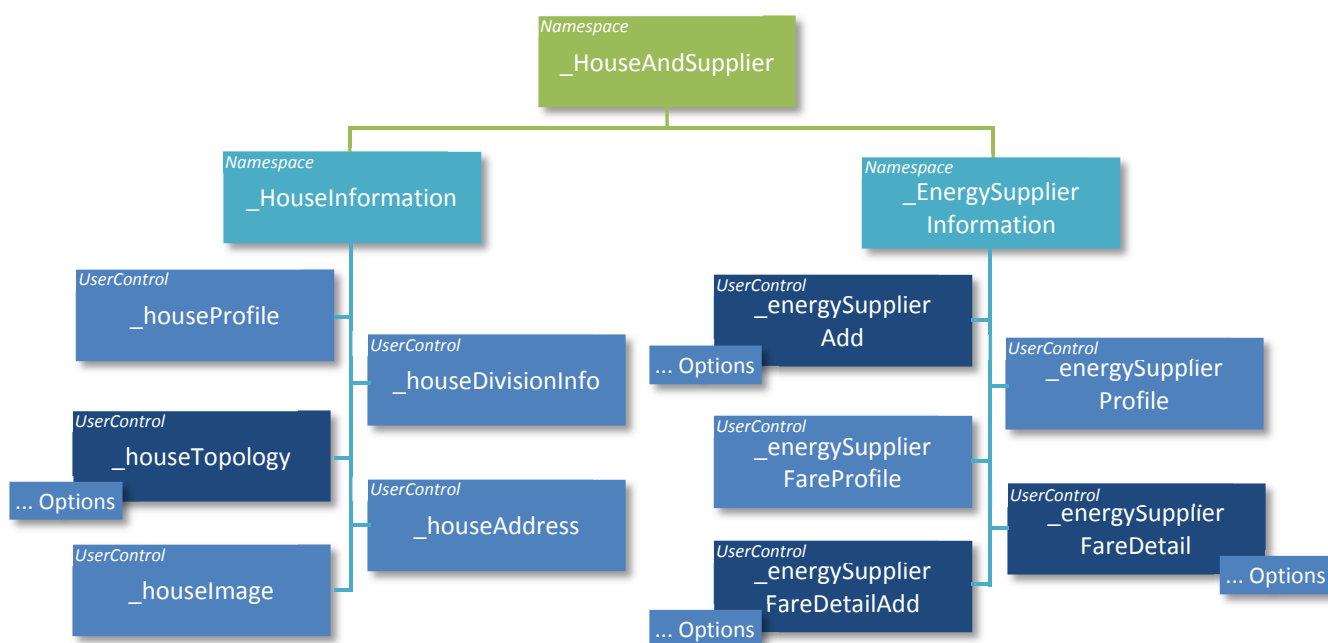 Namespace
_HouseAndSupplier
Namespace
_HouseInformation
UserControl
_houseProfile
UserControl
_houseDivisionInfo
UserControl
_houseTopology
... Options
UserControl
_houseAddress
UserControl
_houseImage
Namespace
_EnergySupplier
Information
UserControl
_energySupplier
Add
... Options
UserControl
_energySupplier
Profile
UserControl
_energySupplier
FareProfile
UserControl
_energySupplier
FareDetail
... Options
UserControl
_energySupplier
FareDetailAdd
... Options